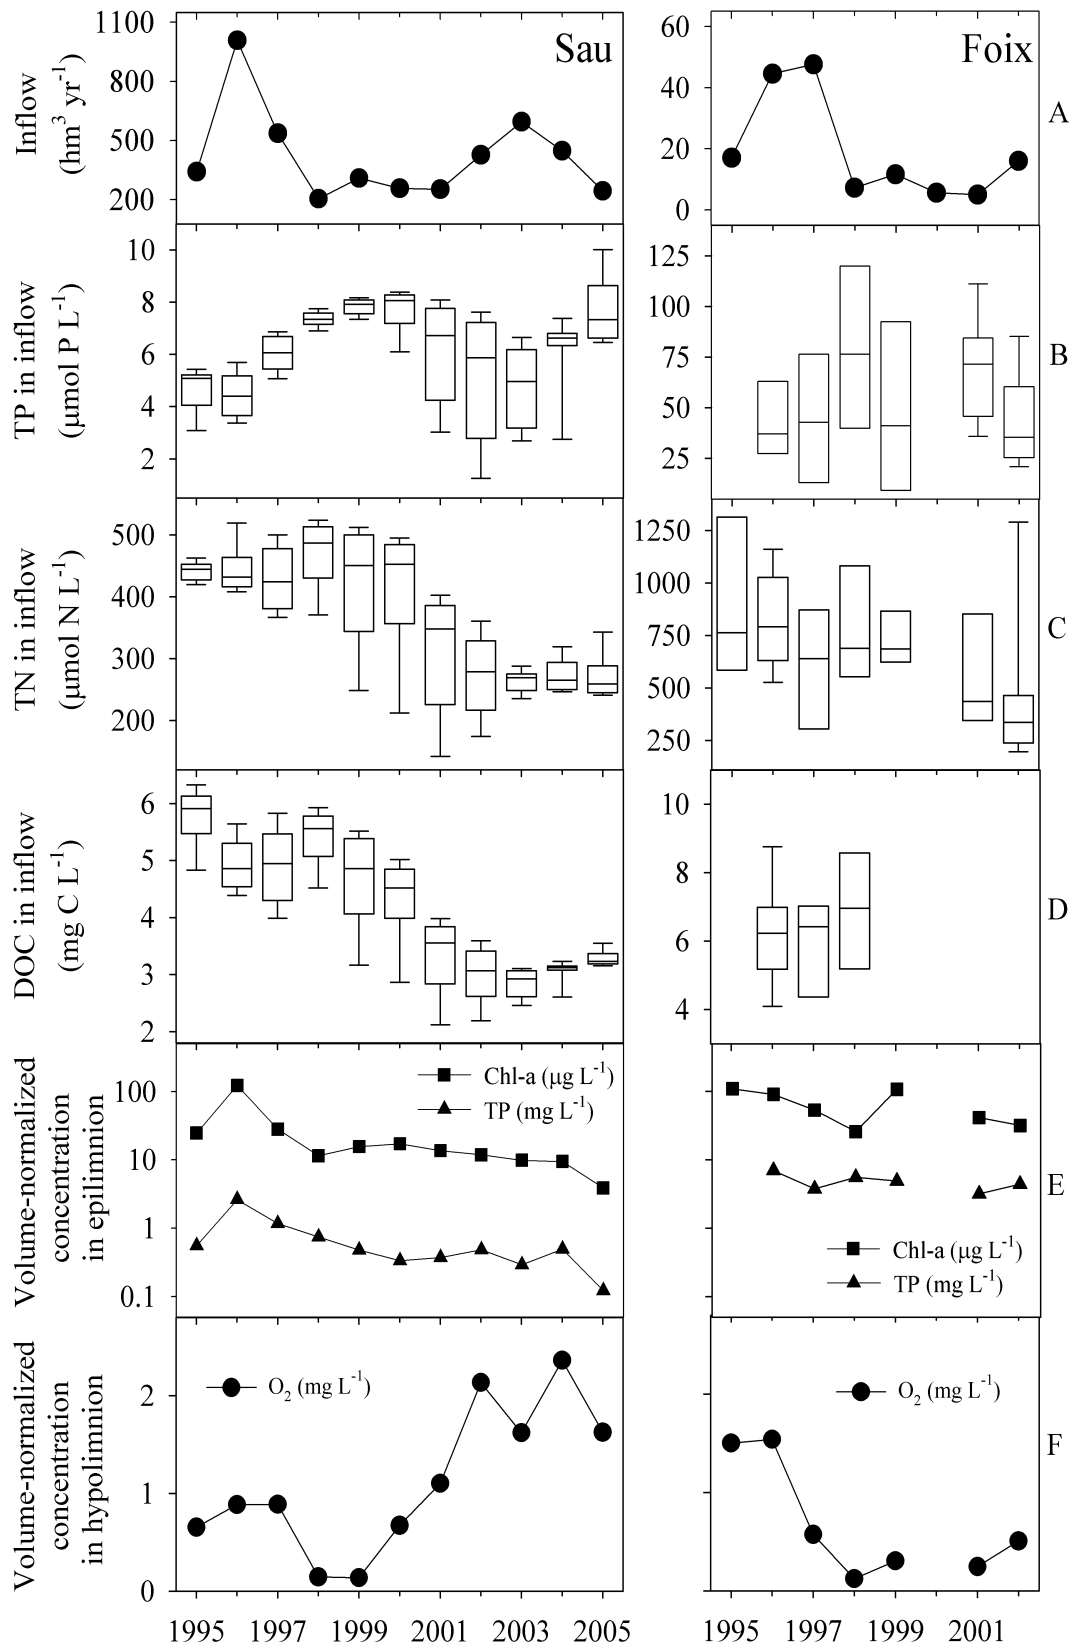 Sau
Foix
Inflow
(hm³ yr⁻¹)
1100
800
500
200
60
40
20
0
A
TP in inflow
(µmol P L⁻¹)
10
8
6
4
2
125
100
75
50
25
B
TN in inflow
(µmol N L⁻¹)
500
400
300
200
1250
1000
750
500
250
C
DOC in inflow
(mg C L⁻¹)
6
5
4
3
2
10
8
6
4
D
Volume-normalized
concentration
in epilimnion
100
10
1
0.1
Chl-a (µg L⁻¹)
TP (mg L⁻¹)
Chl-a (µg L⁻¹)
TP (mg L⁻¹)
E
Volume-normalized
concentration
in hypolimnion
2
1
0
O₂ (mg L⁻¹)
O₂ (mg L⁻¹)
F
1995 1997 1999 2001 2003 2005
1995 1997 1999 2001